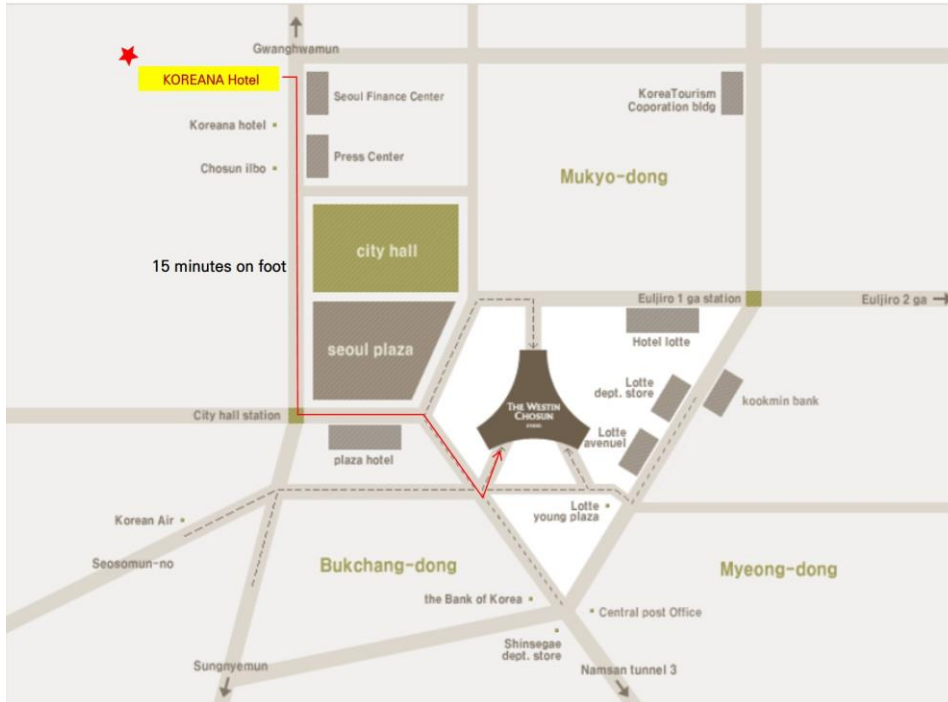 Gwanghwamun
KOREANA Hotel
Seoul Finance Center
KoreaTourism
Coporation bldg
Koreana hotel
Press Center
Chosun ilbo
Mukyo-dong
city hall
15 minutes on foot
Euljiro 1 ga station
Euljiro 2 ga
seoul plaza
Hotel lotte
Lotte
dept. store
kookmin bank
THE WESTIN
CHOSUN
City hall station
Lotte
avenuel
plaza hotel
Lotte
young plaza
Korean Air
Seosomun-no
Bukchang-dong
Myeong-dong
the Bank of Korea
Central post Office
Shinsegae
dept. store
Sungnyemun
Namsan tunnel 3